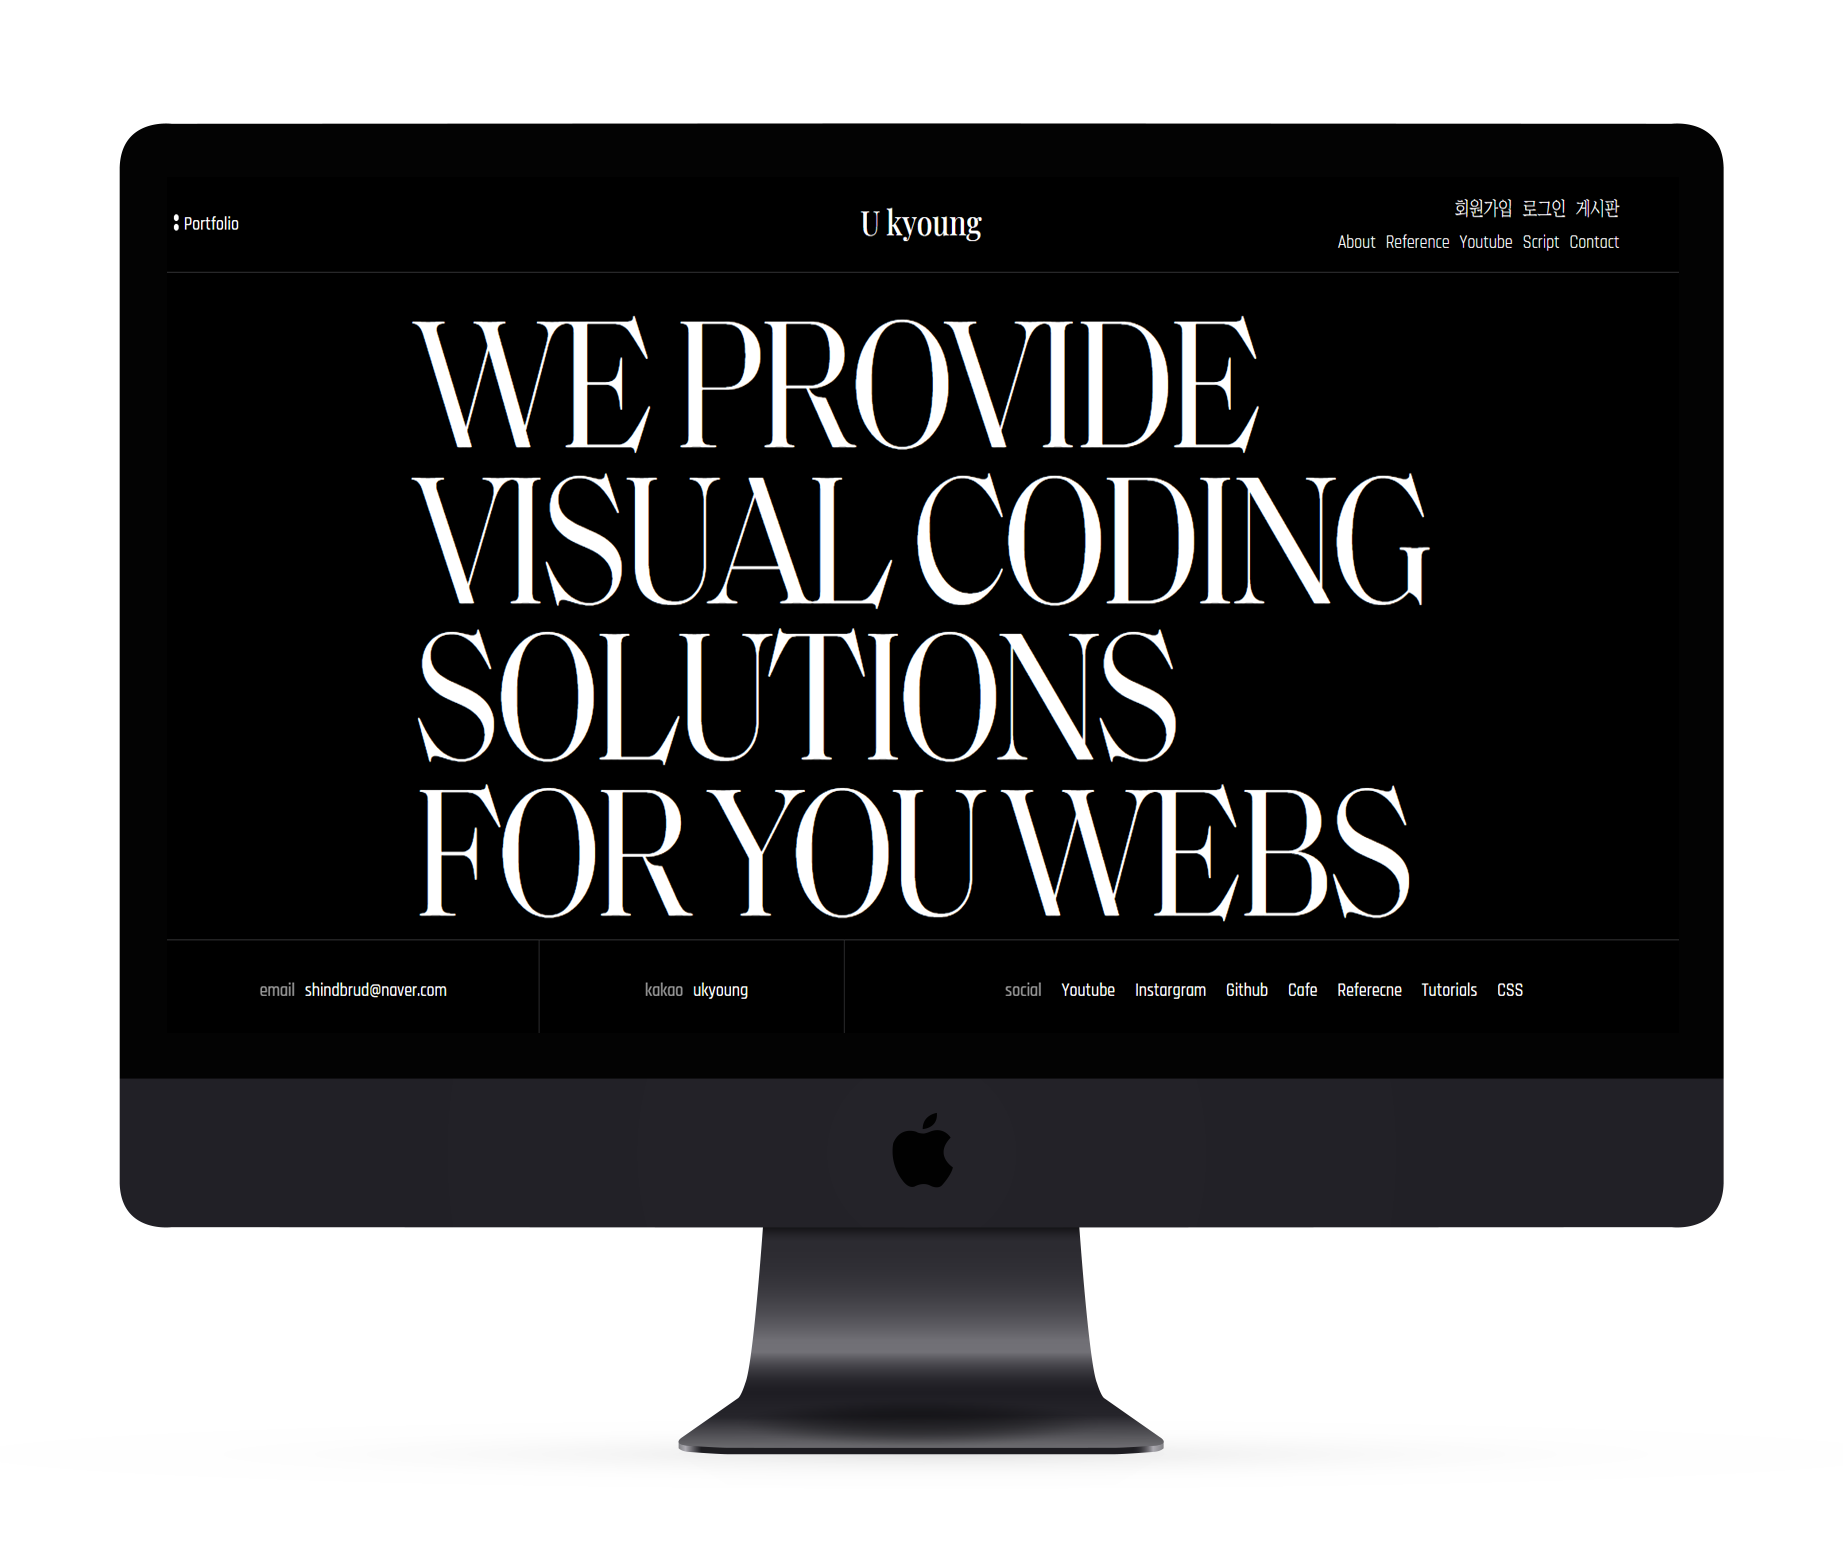 Portfolio
U kyoung
회원가입 로그인 게시판
About Reference Youtube Script Contact
WE PROVIDE
VISUAL CODING
SOLUTIONS
FOR YOU WEBS
email shindbrud@naver.com
kakao ukyoung
social Youtube Instargram Github Cafe Referecne Tutorials CSS